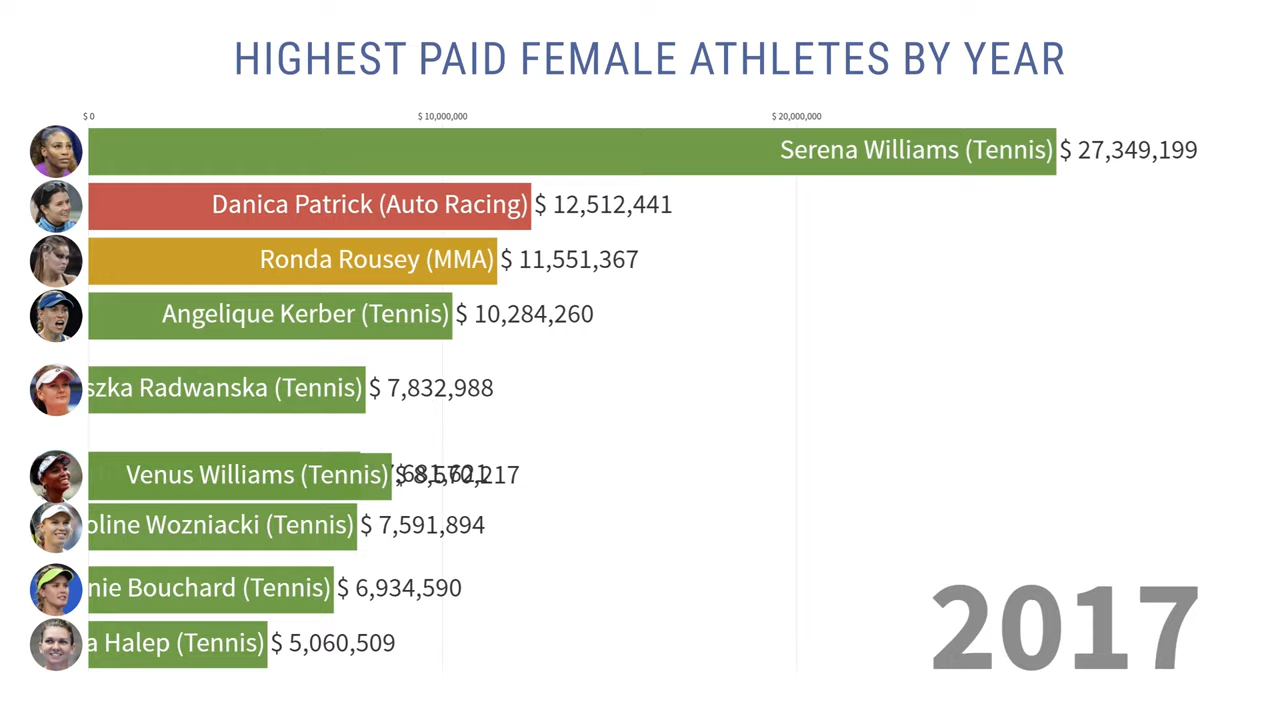 HIGHEST PAID FEMALE ATHLETES BY YEAR
$ 0 $ 10,000,000 $ 20,000,000
Serena Williams (Tennis) $ 27,349,199
Danica Patrick (Auto Racing) $ 12,512,441
Ronda Rousey (MMA) $ 11,551,367
Angelique Kerber (Tennis) $ 10,284,260
szka Radwanska (Tennis) $ 7,832,988
Venus Williams (Tennis) $ 8,570,217
oline Wozniacki (Tennis) $ 7,591,894
nie Bouchard (Tennis) $ 6,934,590
a Halep (Tennis) $ 5,060,509
2017